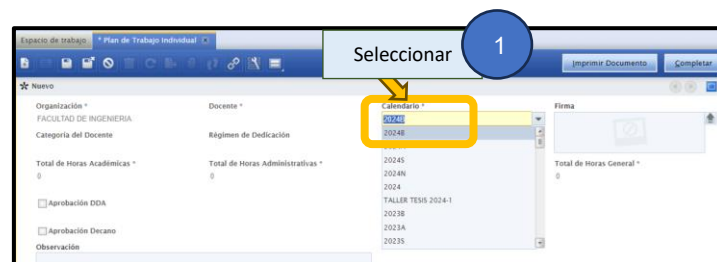 Espacio de trabajo * Plan de Trabajo Individual
Seleccionar 1
Imprimir Documento Completar
Nuevo
Organización * Docente * Calendario * Firma
FACULTAD DE INGENIERIA 2024B
Categoría del Docente Régimen de Dedicación 2024B
2024S
Total de Horas Académicas * Total de Horas Administrativas * 2024N Total de Horas General *
0 0 2024 0
Aprobación DDA TALLER TESIS 2024-1
2023B
Aprobación Decano 2023A
Observación 2023S